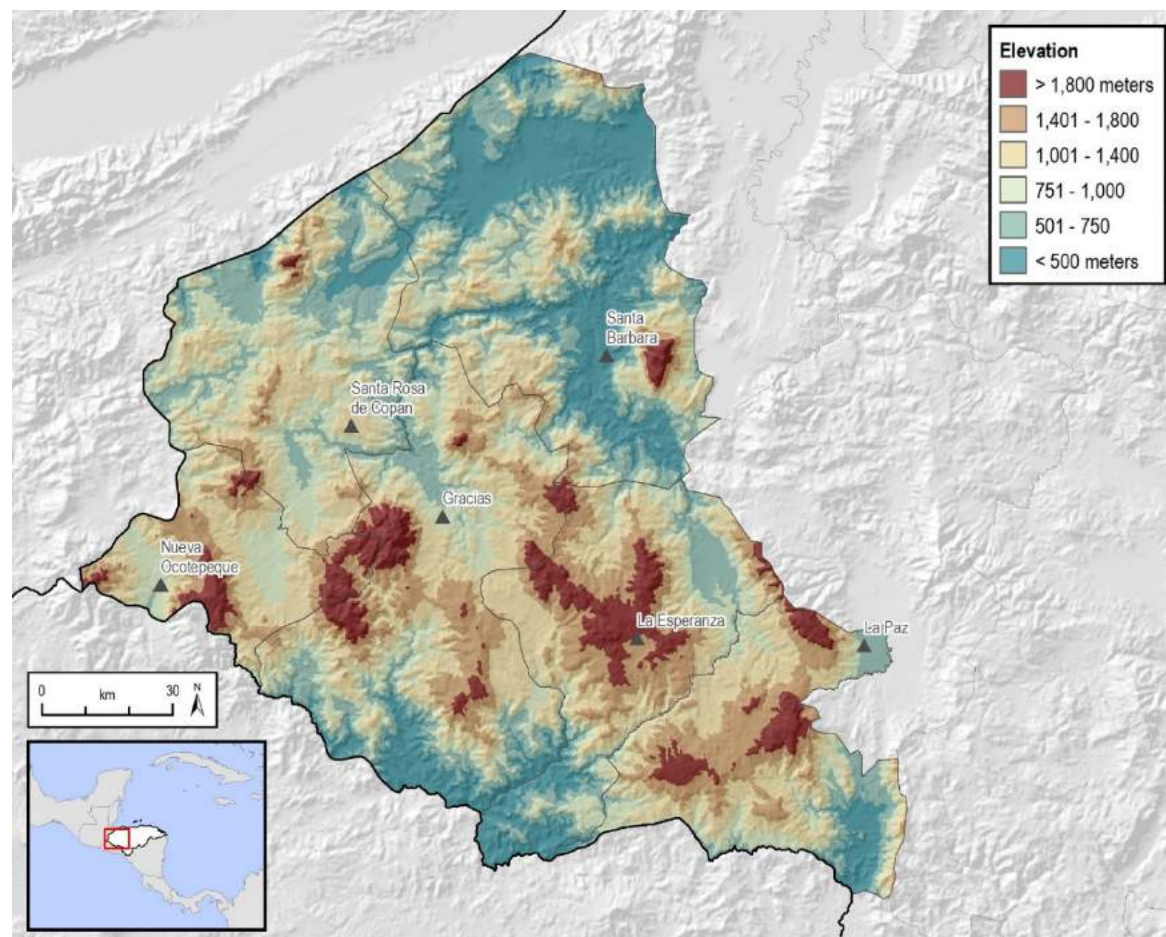 Elevation
> 1,800 meters
1,401 - 1,800
1,001 - 1,400
751 - 1,000
501 - 750
< 500 meters
Santa
Barbara
Santa Rosa
de Copan
Gracias
Nueva
Ocotepeque
La Esperanza
La Paz
0 km 30 N